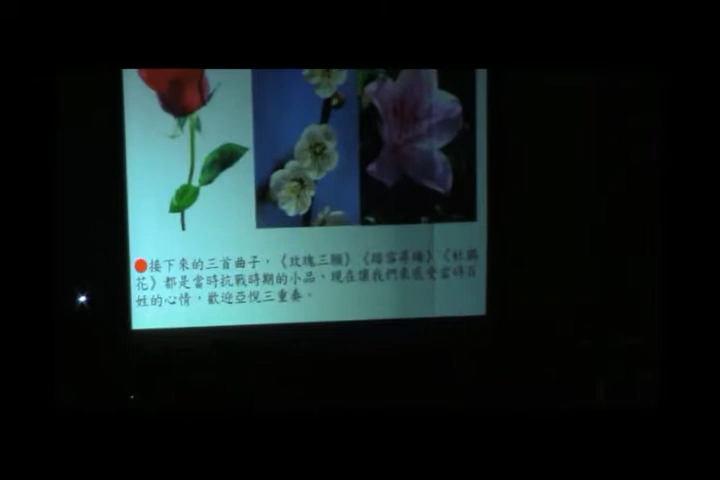 接下來的三首曲子，《玫瑰三願》《踏雪尋梅》《杜鵑
花》都是當時抗戰時期的小品，現在讓我們來感受當時百
姓的心情，歡迎亞悅三重奏。